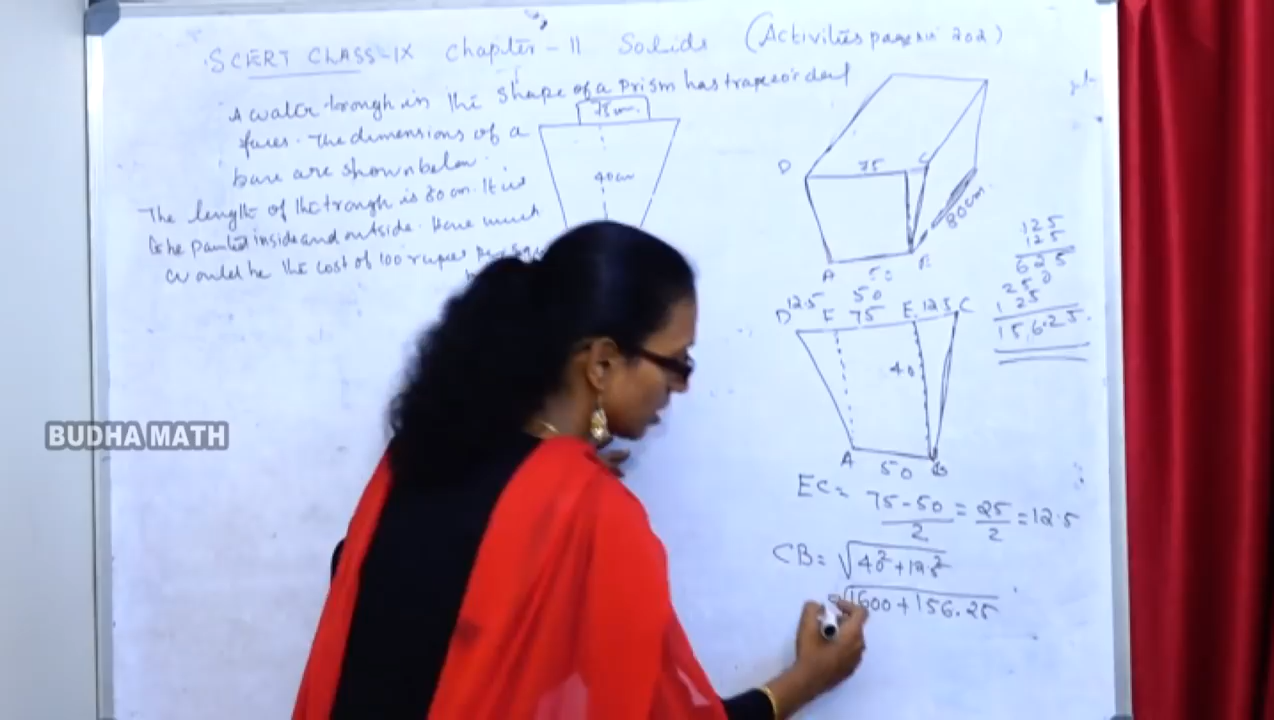 SCERT CLASS-IX Chapter-11 Solids (Activities page no 202)
A water trough in the shape of a prism has trapezoidal
faces. The dimensions of a
base are shown below.
The length of the trough is 80 cm. It is
to be painted inside and outside. How much
would be the cost of 100 rupees per
75cm.
40cm
D
75
C
80cm
A
50
B
125
125
625
250
125
156.25
D 12.5 F 50 E 12.5 C
75
40
A
50
B
EC = 75-50/2 = 25/2 = 12.5
CB = √40²+12.5²
√1600+156.25
BUDHA MATH